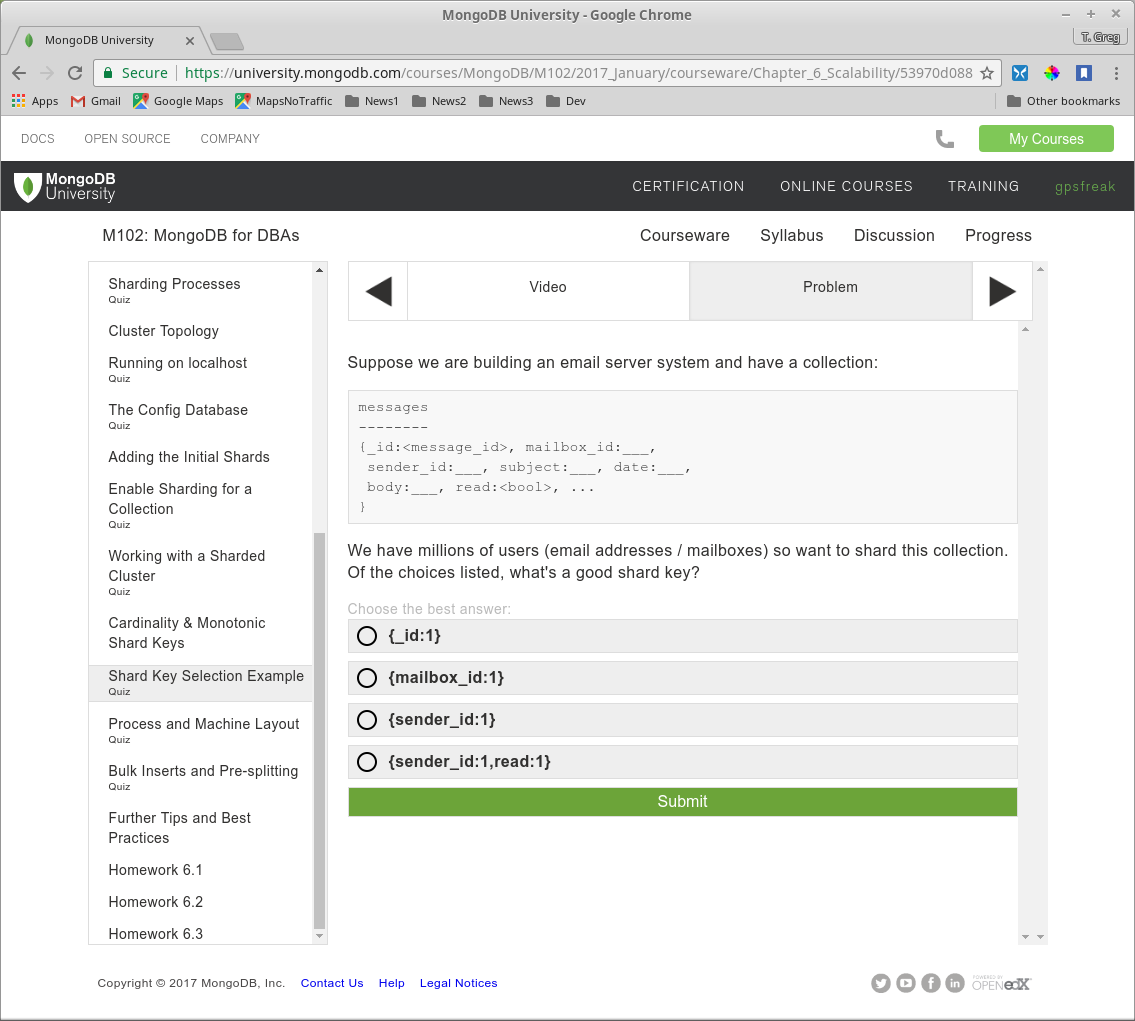 MongoDB University - Google Chrome
MongoDB University
T. Greg
Secure https://university.mongodb.com/courses/MongoDB/M102/2017_January/courseware/Chapter_6_Scalability/53970d088
Apps Gmail Google Maps MapsNoTraffic News1 News2 News3 Dev Other bookmarks
DOCS OPEN SOURCE COMPANY My Courses
MongoDB
University
CERTIFICATION ONLINE COURSES TRAINING gpsfreak
M102: MongoDB for DBAs
Courseware Syllabus Discussion Progress
Sharding Processes
Quiz
Cluster Topology
Running on localhost
Quiz
The Config Database
Quiz
Adding the Initial Shards
Enable Sharding for a
Collection
Quiz
Working with a Sharded
Cluster
Quiz
Cardinality & Monotonic
Shard Keys
Shard Key Selection Example
Quiz
Process and Machine Layout
Quiz
Bulk Inserts and Pre-splitting
Quiz
Further Tips and Best
Practices
Homework 6.1
Homework 6.2
Homework 6.3
Video
Problem
Suppose we are building an email server system and have a collection:
messages
--------
{_id:<message_id>, mailbox_id:___,
sender_id:___, subject:___, date:___,
body:___, read:<bool>, ...
}
We have millions of users (email addresses / mailboxes) so want to shard this collection.
Of the choices listed, what's a good shard key?
Choose the best answer:
{_id:1}
{mailbox_id:1}
{sender_id:1}
{sender_id:1,read:1}
Submit
Copyright © 2017 MongoDB, Inc. Contact Us Help Legal Notices
POWERED BY
OPEN edX